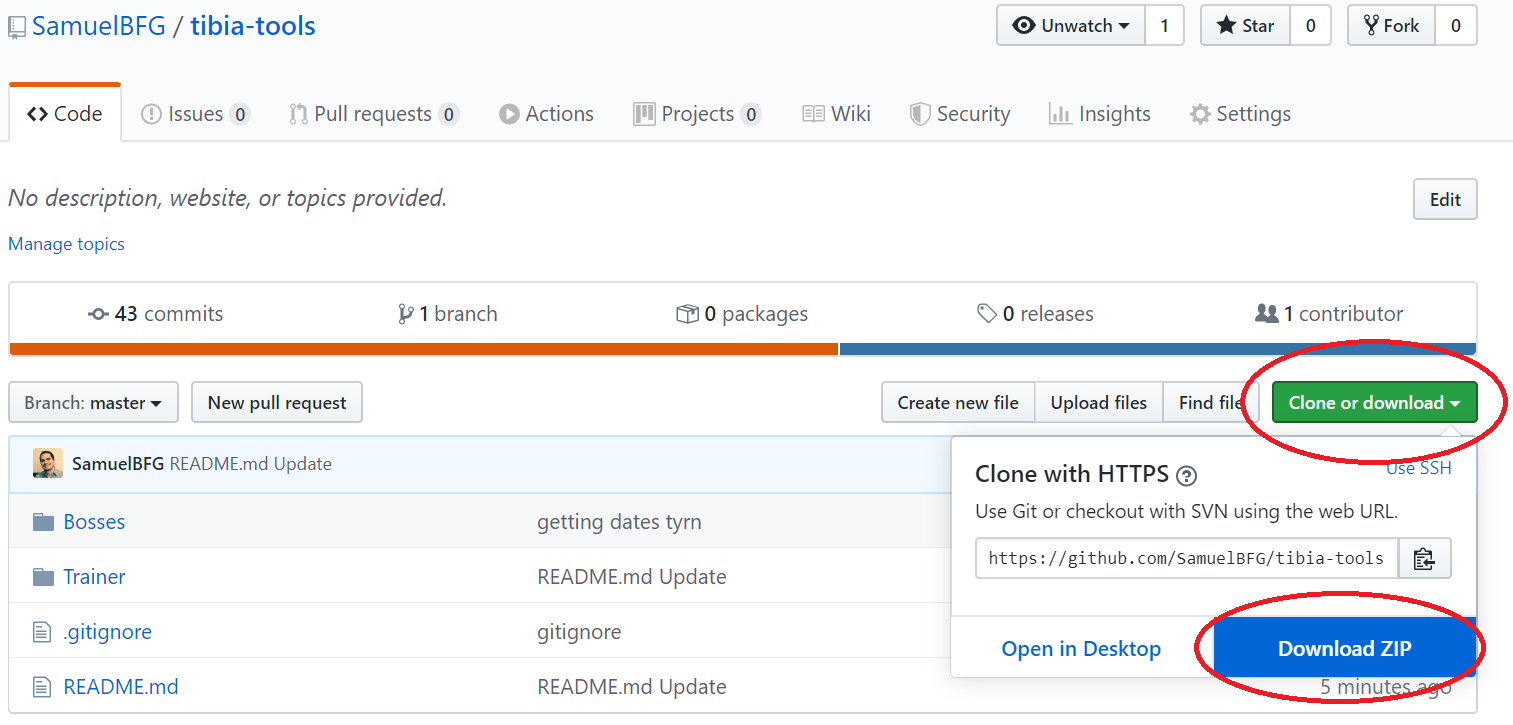 SamuelBFG / tibia-tools
Unwatch 1 Star 0 Fork 0
Code Issues 0 Pull requests 0 Actions Projects 0 Wiki Security Insights Settings
No description, website, or topics provided.
Edit
Manage topics
43 commits 1 branch 0 packages 0 releases 1 contributor
Branch: master New pull request Create new file Upload files Find file Clone or download
SamuelBFG README.md Update
Bosses getting dates tyrn
Trainer README.md Update
.gitignore gitignore
README.md README.md Update 5 minutes ago
Clone with HTTPS
Use SSH
Use Git or checkout with SVN using the web URL.
https://github.com/SamuelBFG/tibia-tools
Open in Desktop Download ZIP